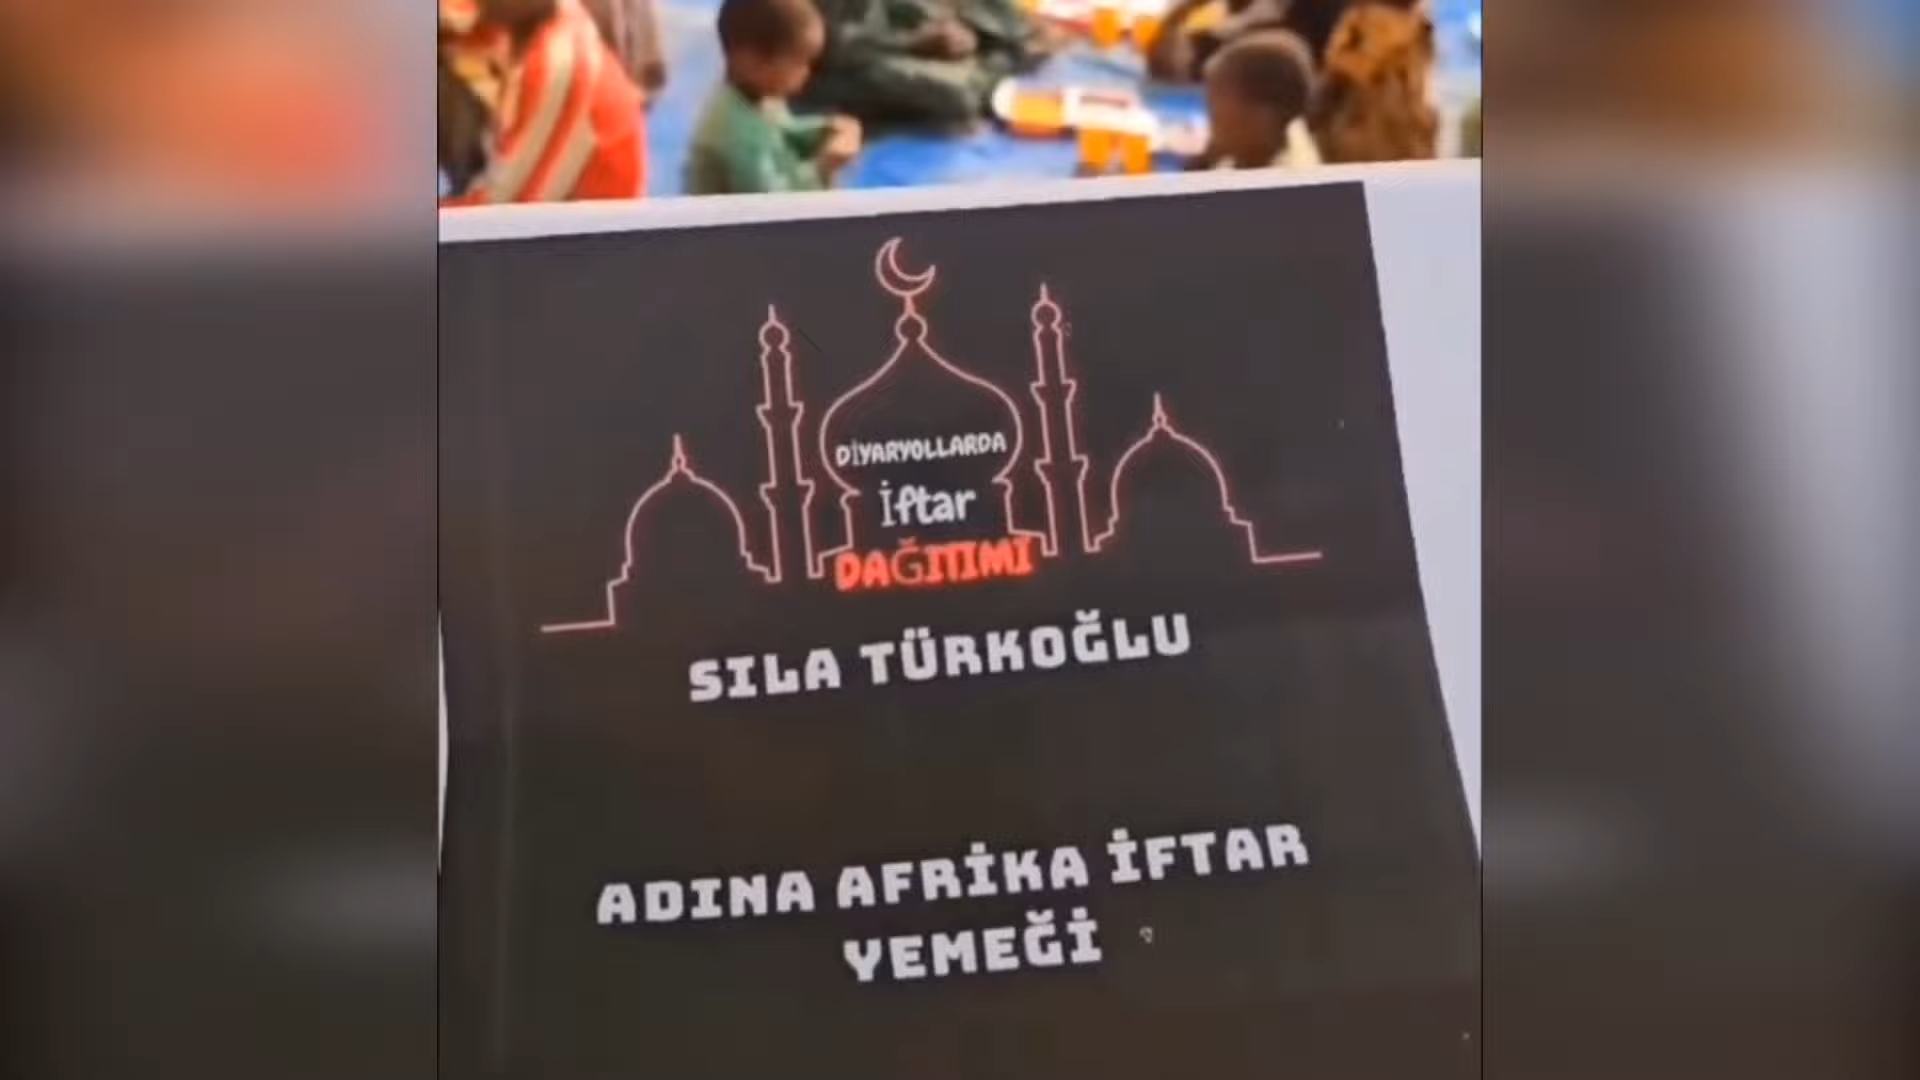 DİYARYOLLARDA
İftar
DAĞITIMI
SILA TÜRKOĞLU
ADINA AFRİKA İFTAR
YEMEĞİ